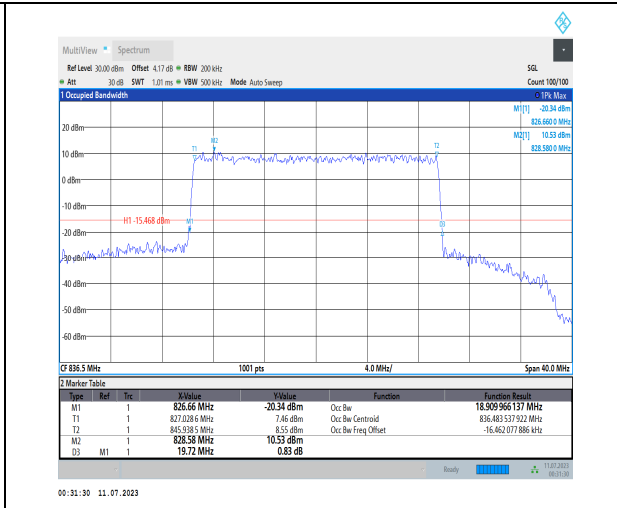 MultiView Spectrum
Ref Level 30.00 dBm Offset 4.17 dB RBW 200 kHz SGL
Att 30 dB SWT 1.01 ms VBW 500 kHz Mode Auto Sweep Count 100/100
1 Occupied Bandwidth 1Pk Max
M1[1] -20.34 dBm
826.660 0 MHz
M2[1] 10.53 dBm
828.580 0 MHz
20 dBm
M2
T1
T2
10 dBm
0 dBm
-10 dBm
H1 -15.468 dBm
M1
D3
-20 dBm
-30 dBm
-40 dBm
-50 dBm
-60 dBm
CF 836.5 MHz 1001 pts 4.0 MHz/ Span 40.0 MHz
2 Marker Table
Type Ref Trc X-Value Y-Value Function Function Result
M1 1 826.66 MHz -20.34 dBm Occ Bw 18.909 966 137 MHz
T1 1 827.028 6 MHz 7.46 dBm Occ Bw Centroid 836.483 537 922 MHz
T2 1 845.938 5 MHz 8.55 dBm Occ Bw Freq Offset -16.462 077 886 kHz
M2 1 828.58 MHz 10.53 dBm
D3 M1 1 19.72 MHz 0.83 dB
Ready 11.07.2023
00:31:30
00:31:30 11.07.2023